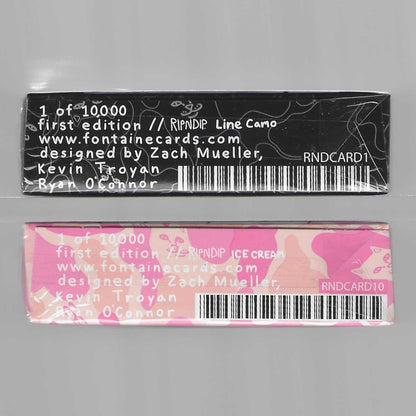 1 of 10000
first edition // RIPNDIP Line Camo
www.fontainecards.com
designed by Zach Mueller,
Kevin Troyan
Ryan O'Connor
RNDCARD1
1 of 10000
first edition // RIPNDIP ICE CREAM
www.fontainecards.com
designed by Zach Mueller,
Kevin Troyan
Ryan O'Connor
RNDCARD10